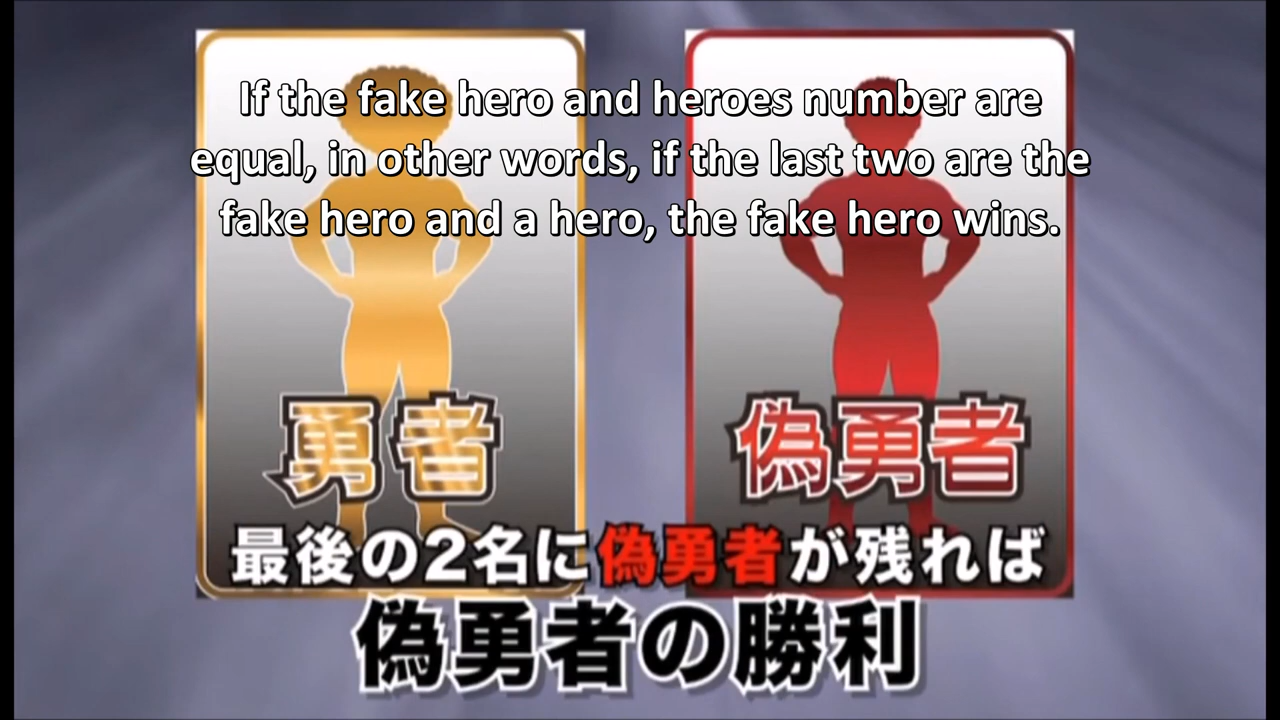 If the fake hero and heroes number are
equal, in other words, if the last two are the
fake hero and a hero, the fake hero wins.
勇者
偽勇者
最後の2名に偽勇者が残れば
偽勇者の勝利